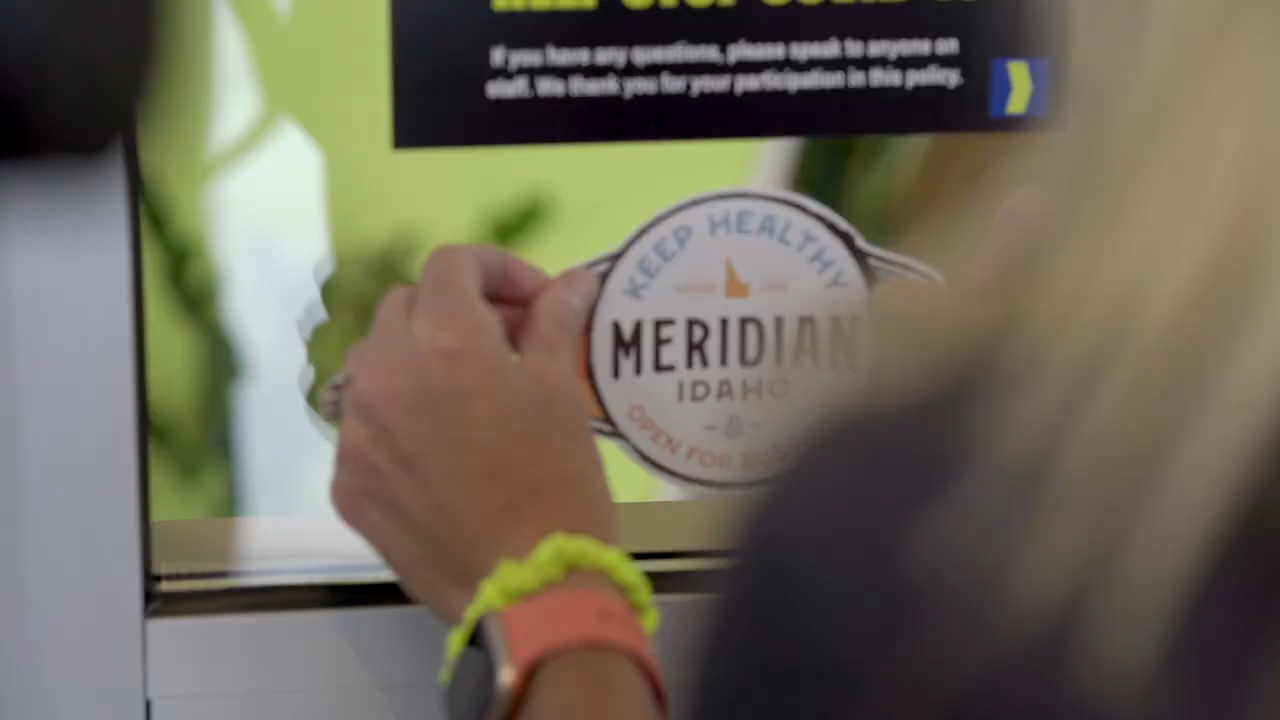 If you have any questions, please speak to anyone on
staff. We thank you for your participation in this policy.
KEEP HEALTHY
MERIDIAN
IDAHO
OPEN FOR